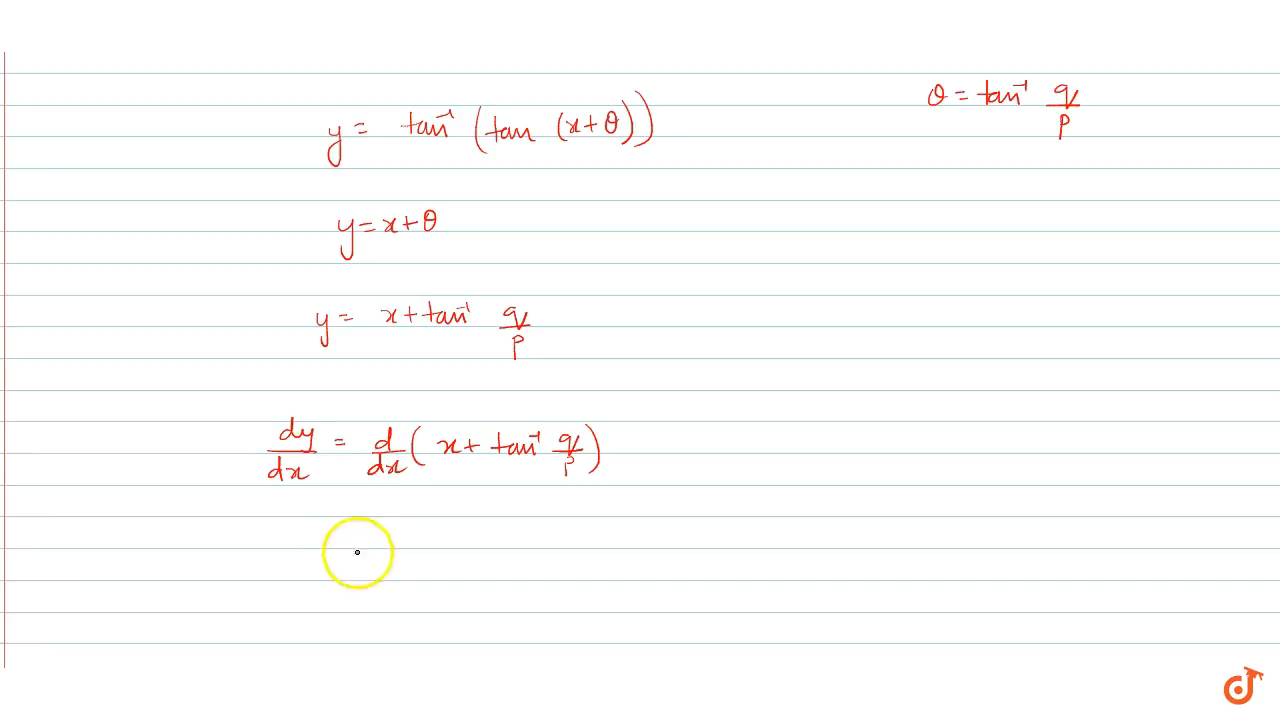 y = tan⁻¹ (tan (x+θ))
θ = tan⁻¹ q/p
y = x+θ
y = x + tan⁻¹ q/p
dy/dx = d/dx ( x + tan⁻¹ q/p )